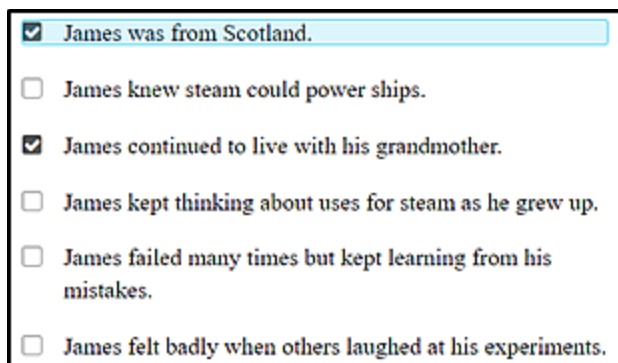 James was from Scotland.
James knew steam could power ships.
James continued to live with his grandmother.
James kept thinking about uses for steam as he grew up.
James failed many times but kept learning from his
mistakes.
James felt badly when others laughed at his experiments.